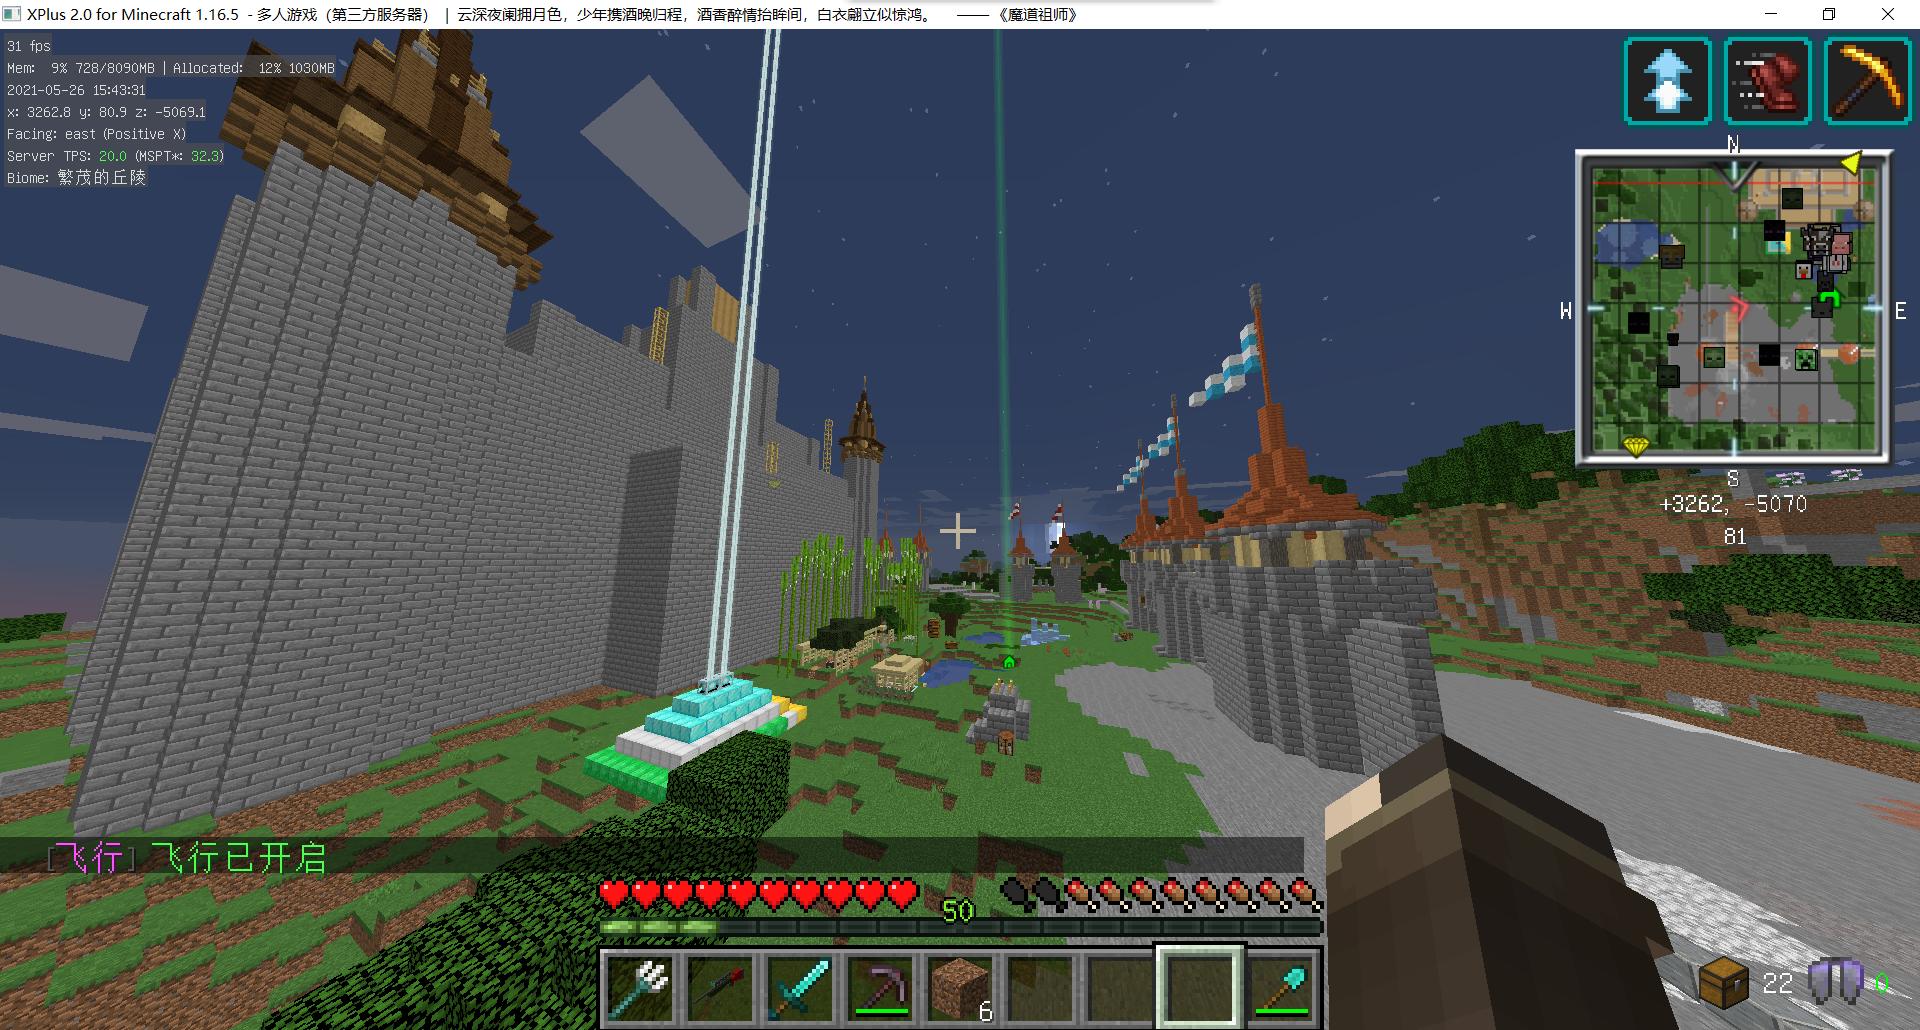 XPlus 2.0 for Minecraft 1.16.5 - 多人游戏（第三方服务器） | 云深夜阑拥月色，少年携酒晚归程，酒香醉情抬眸间，白衣翩立似惊鸿。 —— 《魔道祖师》
31 fps
Mem: 9% 728/8090MB | Allocated: 12% 1030MB
2021-05-26 15:43:31
x: 3262.8 y: 80.9 z: -5069.1
Facing: east (Positive X)
Server TPS: 20.0 (MSPT*: 32.3)
Biome: 繁茂的丘陵
N
W
E
S
+3262, -5070
81
[飞行] 飞行已开启
50
6
22
0